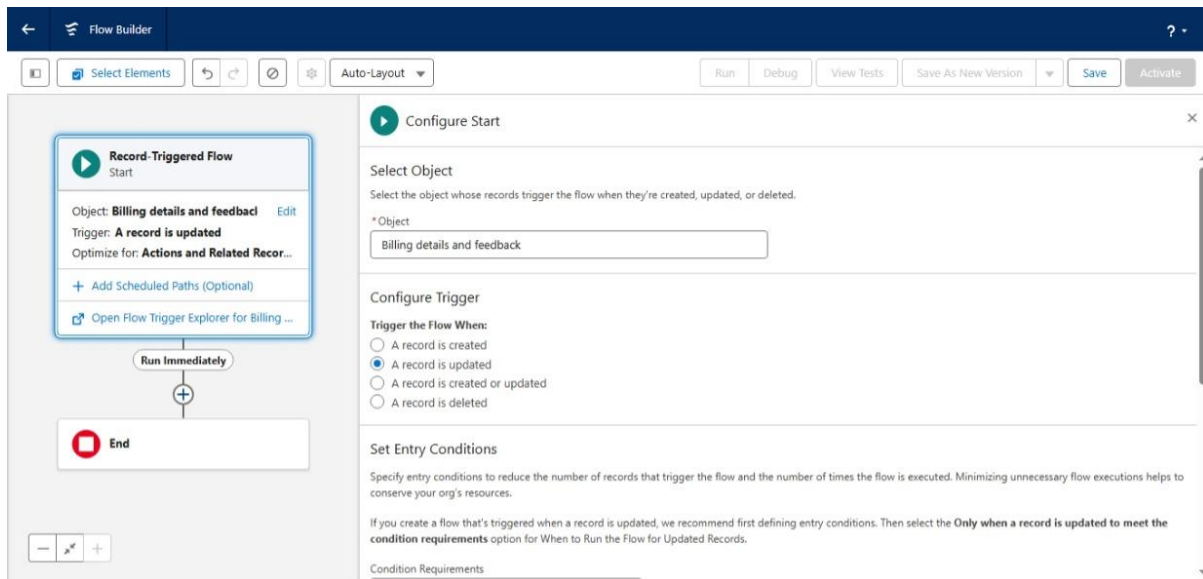 Flow Builder
?
Select Elements
Auto-Layout
Run
Debug
View Tests
Save As New Version
Save
Activate
Record-Triggered Flow
Start
Object: Billing details and feedbacl
Edit
Trigger: A record is updated
Optimize for: Actions and Related Recor...
+ Add Scheduled Paths (Optional)
Open Flow Trigger Explorer for Billing ...
Run Immediately
End
Configure Start
Select Object
Select the object whose records trigger the flow when they're created, updated, or deleted.
*Object
Billing details and feedback
Configure Trigger
Trigger the Flow When:
A record is created
A record is updated
A record is created or updated
A record is deleted
Set Entry Conditions
Specify entry conditions to reduce the number of records that trigger the flow and the number of times the flow is executed. Minimizing unnecessary flow executions helps to
conserve your org's resources.
If you create a flow that's triggered when a record is updated, we recommend first defining entry conditions. Then select the Only when a record is updated to meet the
condition requirements option for When to Run the Flow for Updated Records.
Condition Requirements